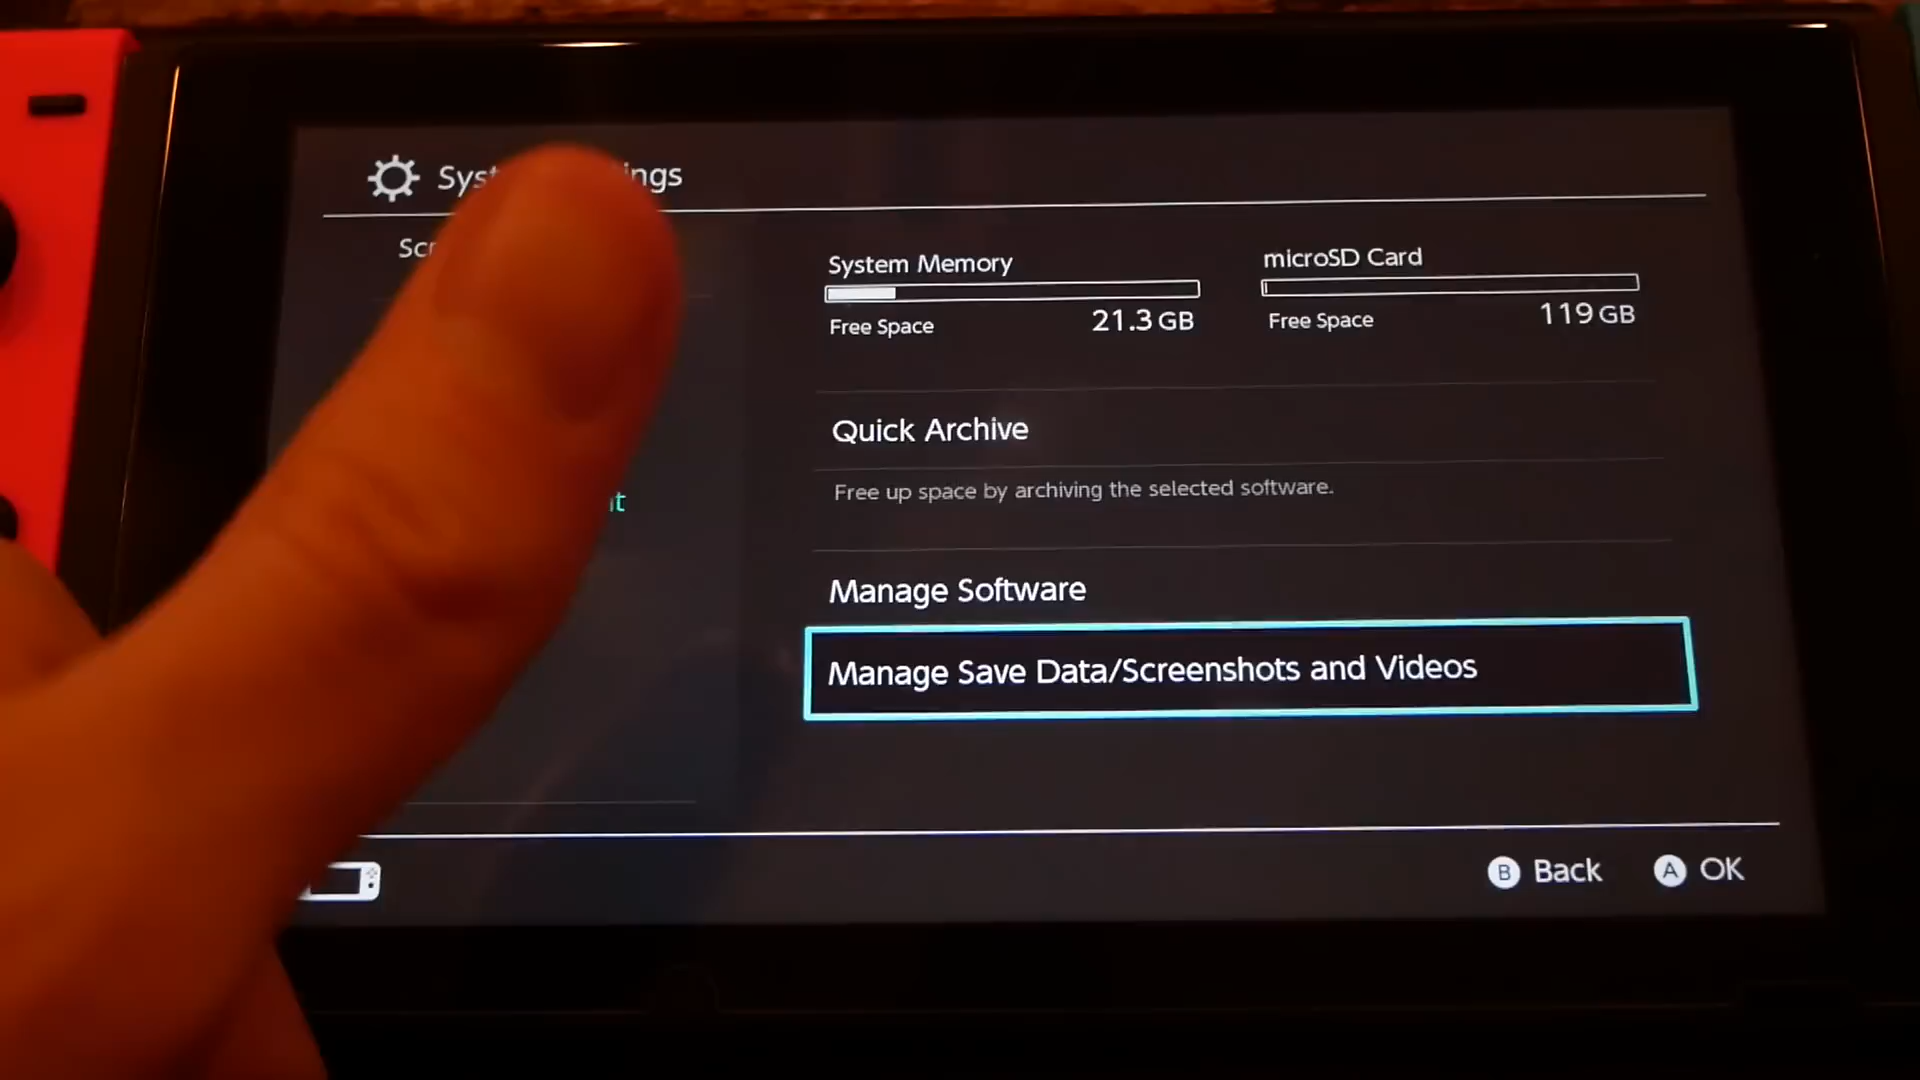 ings
System Memory
microSD Card
Free Space 21.3 GB
Free Space 119 GB
Quick Archive
Free up space by archiving the selected software.
Manage Software
Manage Save Data/Screenshots and Videos
B Back A OK